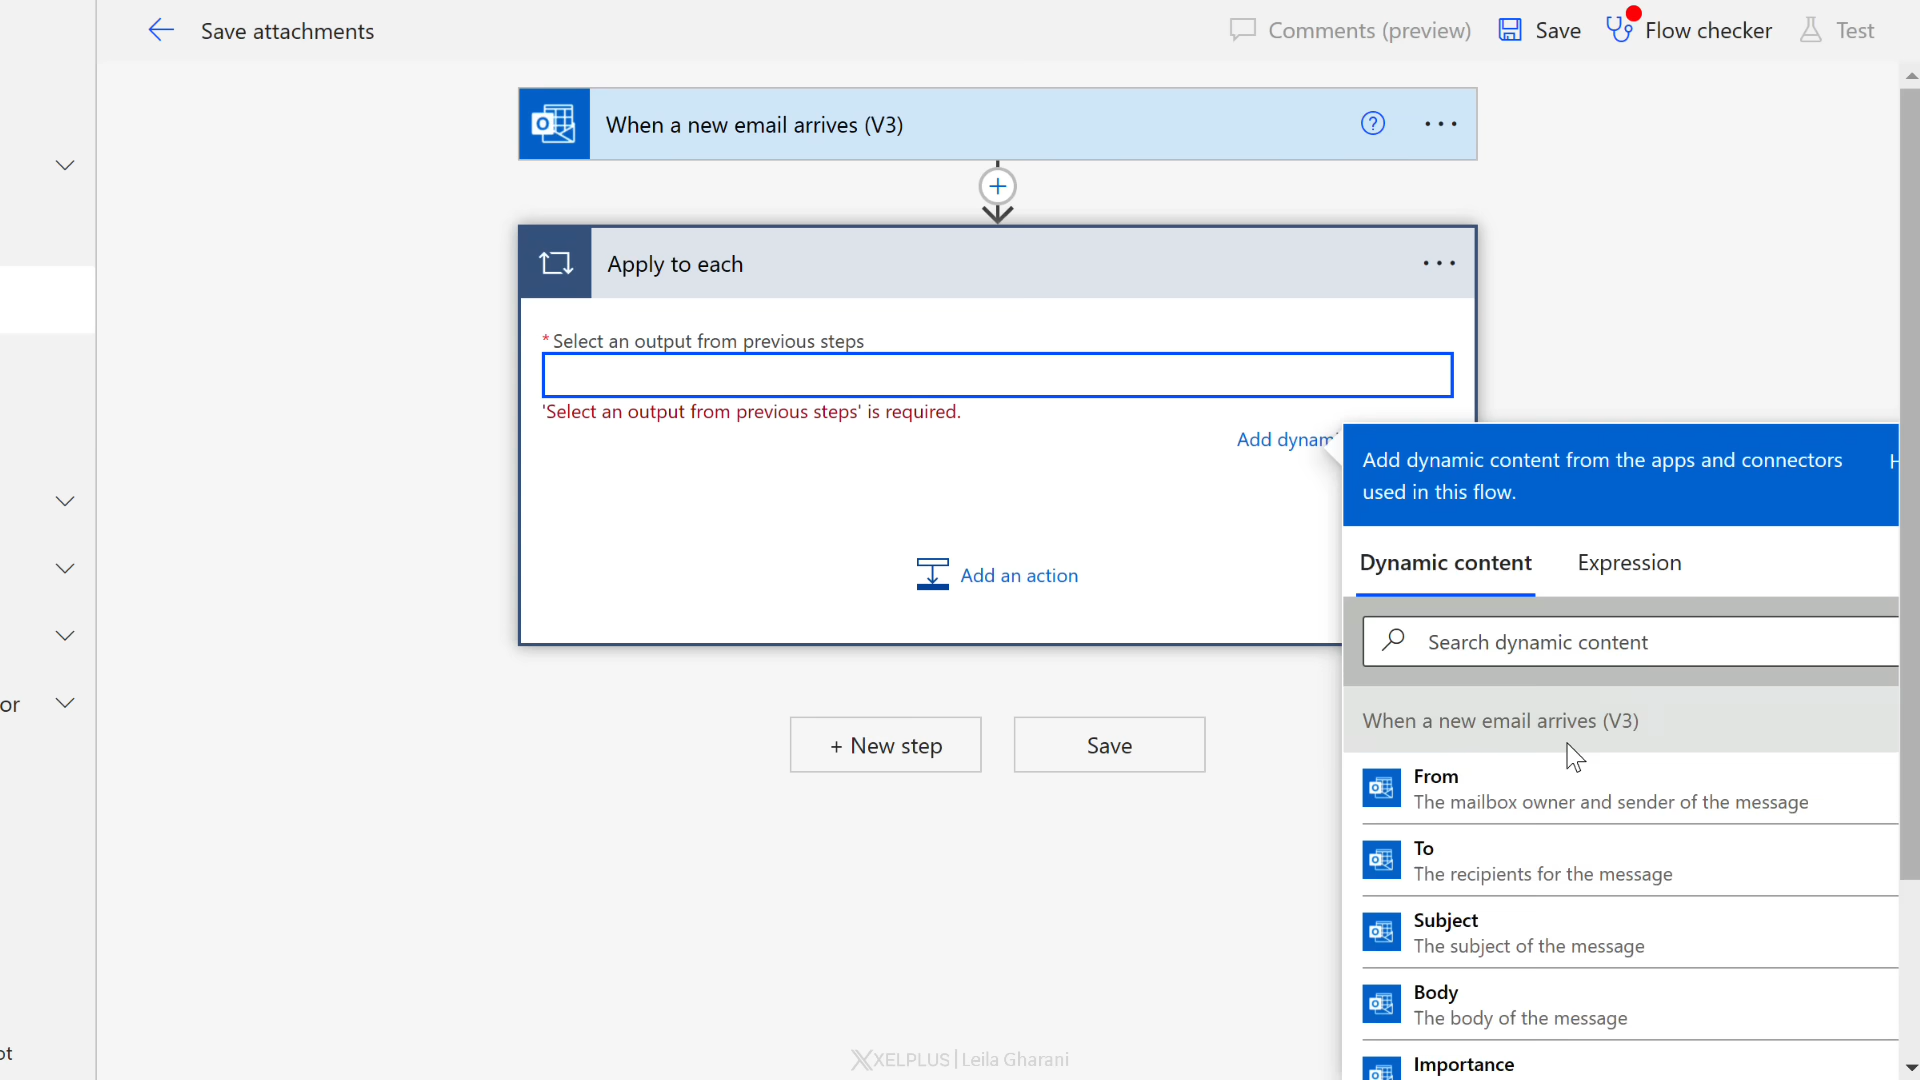 Save attachments
Comments (preview)
Save
Flow checker
Test
When a new email arrives (V3)
?
Apply to each
* Select an output from previous steps
'Select an output from previous steps' is required.
Add dynam
Add an action
+ New step
Save
Add dynamic content from the apps and connectors
used in this flow.
Dynamic content
Expression
Search dynamic content
When a new email arrives (V3)
From
The mailbox owner and sender of the message
To
The recipients for the message
Subject
The subject of the message
Body
The body of the message
Importance
or
ot
XELPLUS | Leila Gharani